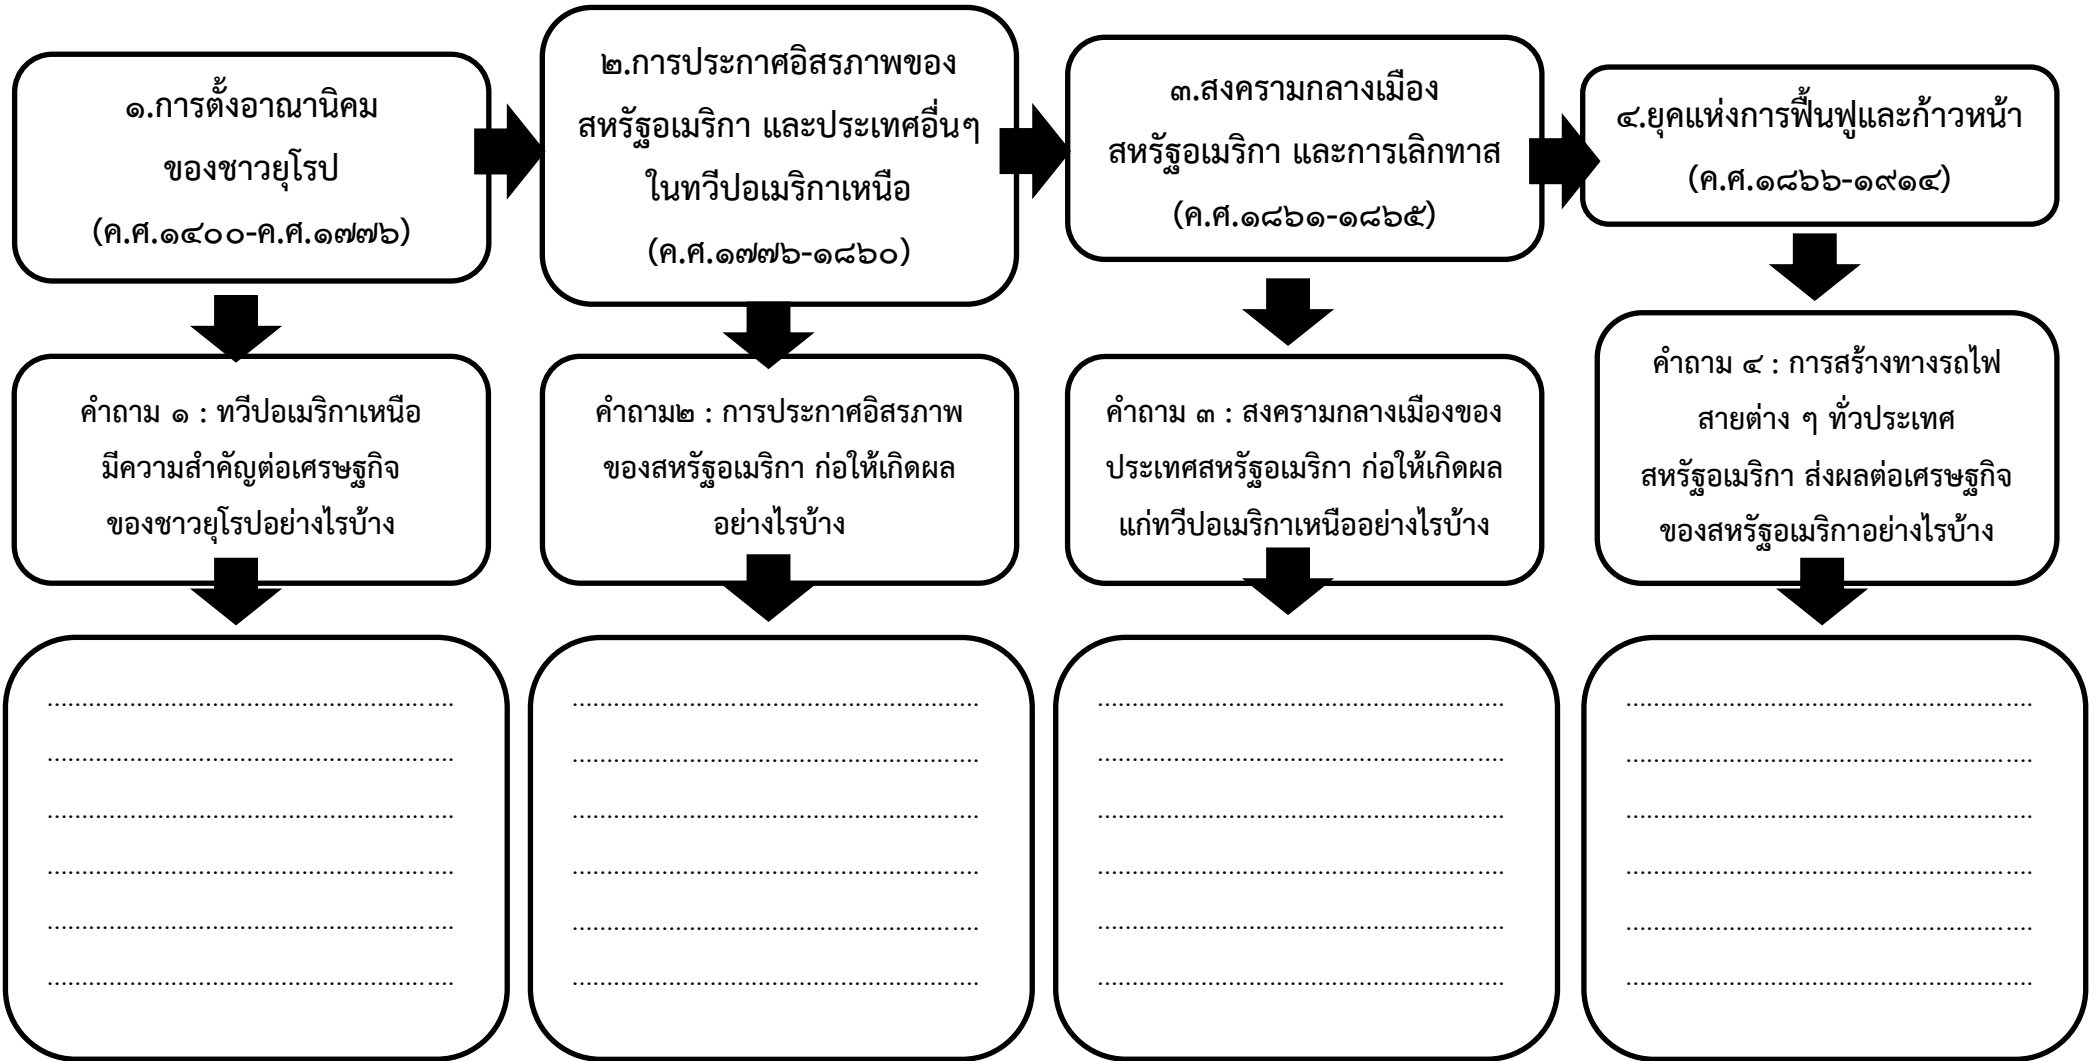 ๑.การตั้งอาณานิคม
ของชาวยุโรป
(ค.ศ.๑๔๐๐-ค.ศ.๑๗๗๖)
๒.การประกาศอิสรภาพของ
สหรัฐอเมริกา และประเทศอื่นๆ
ในทวีปอเมริกาเหนือ
(ค.ศ.๑๗๗๖-๑๘๖๐)
๓.สงครามกลางเมือง
สหรัฐอเมริกา และการเลิกทาส
(ค.ศ.๑๘๖๑-๑๘๖๕)
๔.ยุคแห่งการฟื้นฟูและก้าวหน้า
(ค.ศ.๑๘๖๖-๑๙๑๔)
คำถาม ๑ : ทวีปอเมริกาเหนือ
มีความสำคัญต่อเศรษฐกิจ
ของชาวยุโรปอย่างไรบ้าง
คำถาม๒ : การประกาศอิสรภาพ
ของสหรัฐอเมริกา ก่อให้เกิดผล
อย่างไรบ้าง
คำถาม ๓ : สงครามกลางเมืองของ
ประเทศสหรัฐอเมริกา ก่อให้เกิดผล
แก่ทวีปอเมริกาเหนืออย่างไรบ้าง
คำถาม ๔ : การสร้างทางรถไฟ
สายต่าง ๆ ทั่วประเทศ
สหรัฐอเมริกา ส่งผลต่อเศรษฐกิจ
ของสหรัฐอเมริกาอย่างไรบ้าง